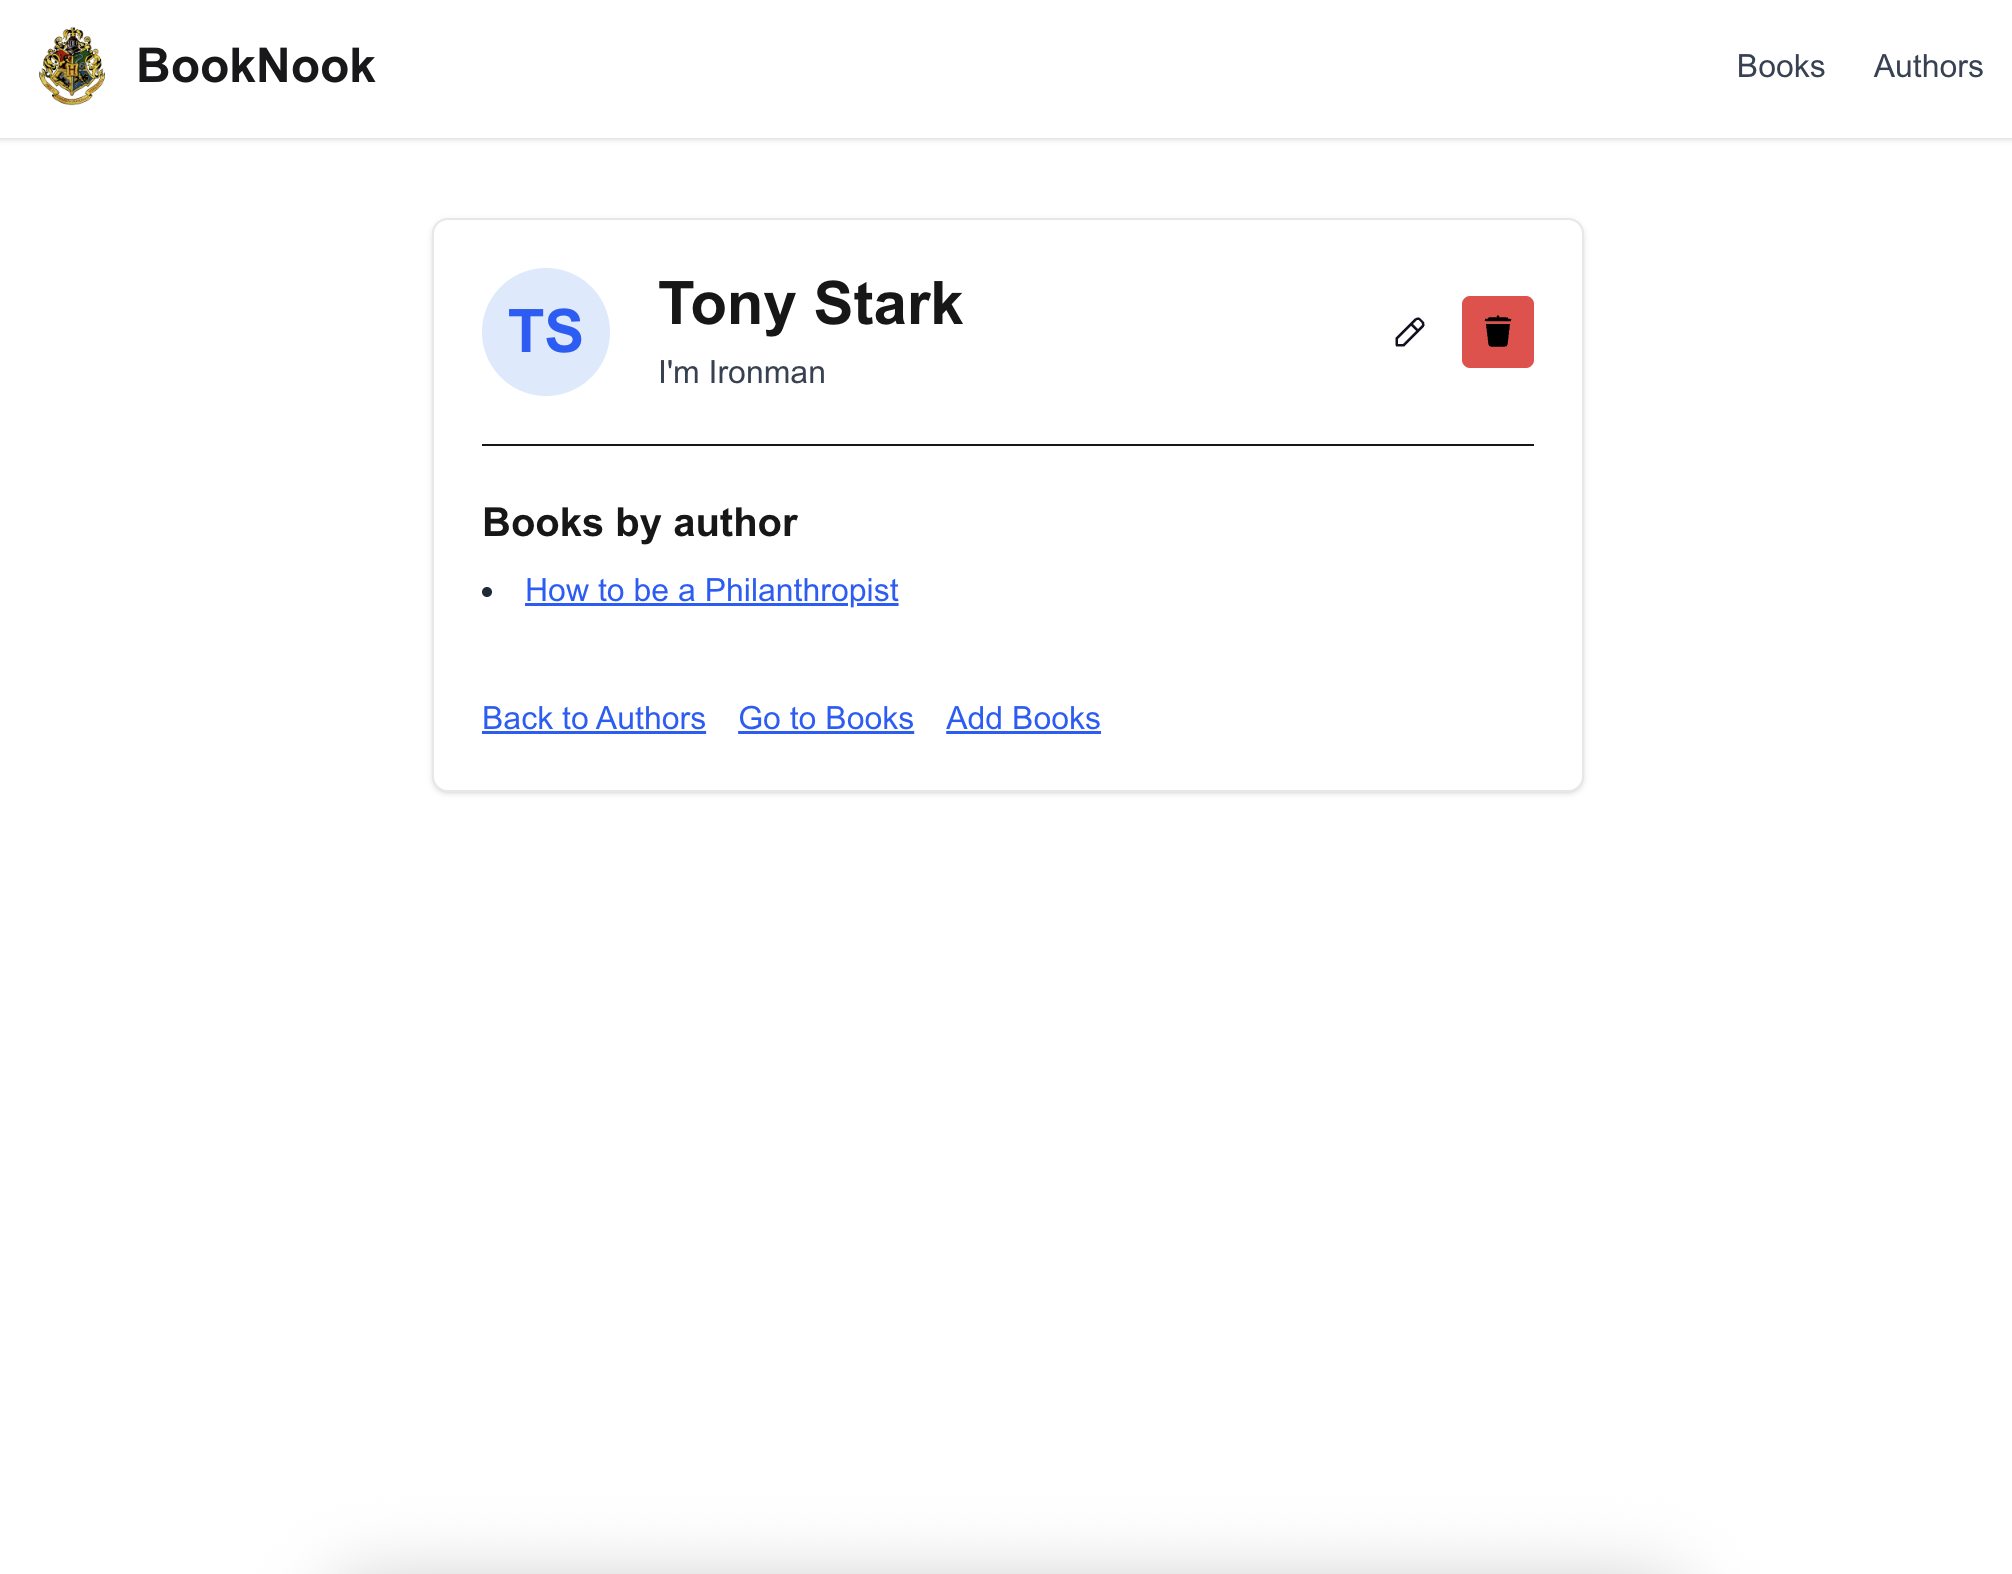 BookNook
Books Authors
TS
Tony Stark
I'm Ironman
Books by author
How to be a Philanthropist
Back to Authors Go to Books Add Books